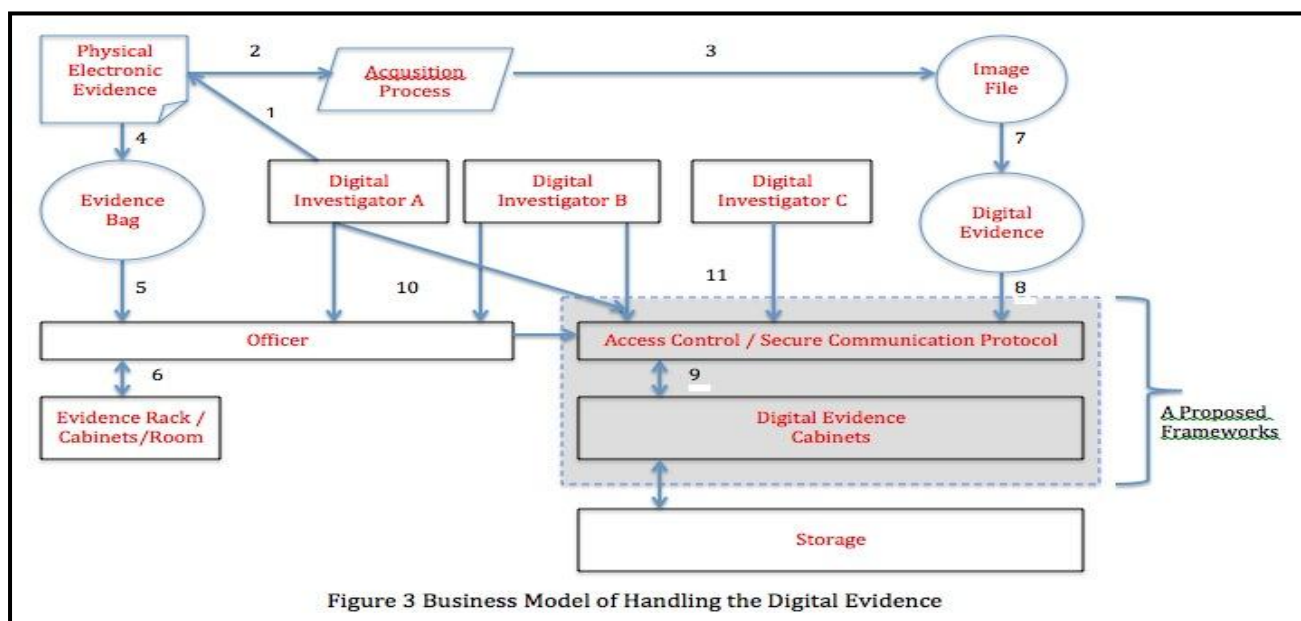 Physical
Electronic
Evidence
2
Acqusition
Process
3
Image
File
1
4
7
Evidence
Bag
Digital
Investigator A
Digital
Investigator B
Digital
Investigator C
Digital
Evidence
5
10
11
8
Officer
Access Control / Secure Communication Protocol
6
9
Evidence Rack /
Cabinets/Room
Digital Evidence
Cabinets
A Proposed
Frameworks
Storage
Figure 3 Business Model of Handling the Digital Evidence